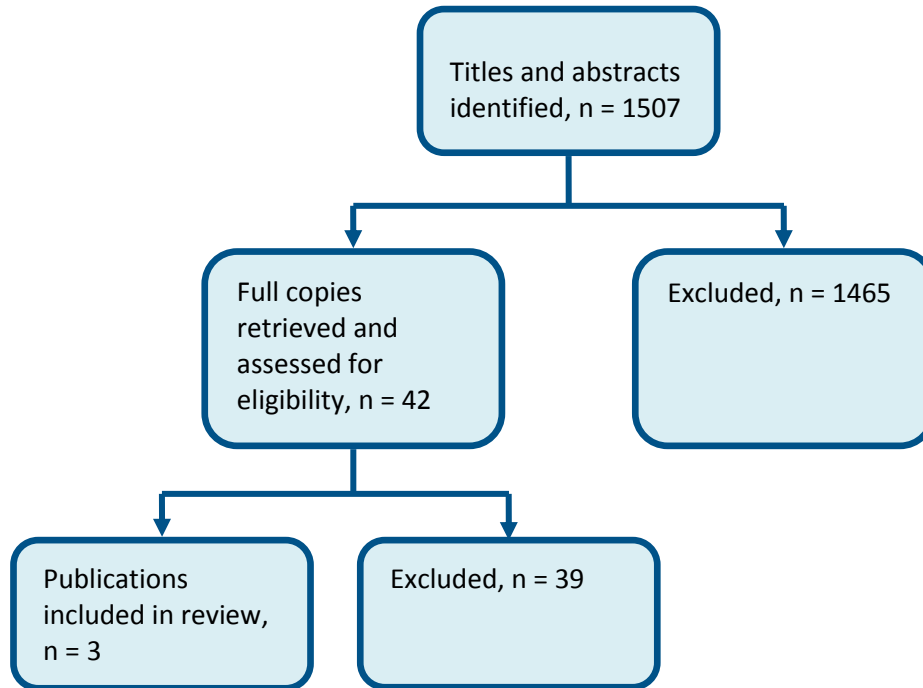 Titles and abstracts
identified, n = 1507
Full copies
retrieved and
assessed for
eligibility, n = 42
Excluded, n = 1465
Publications
included in review,
n = 3
Excluded, n = 39